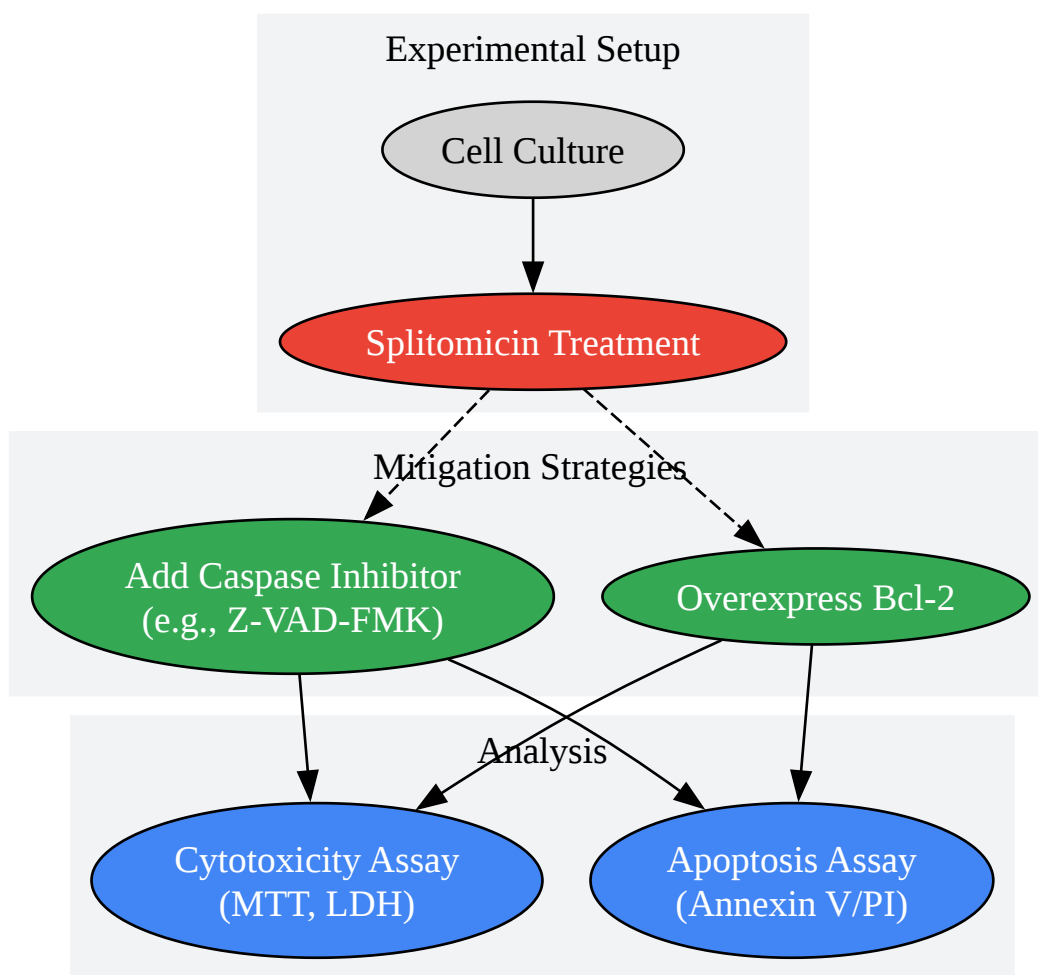 Experimental Setup
Cell Culture
Splitomicin Treatment
Mitigation Strategies
Add Caspase Inhibitor
(e.g., Z-VAD-FMK)
Overexpress Bcl-2
Analysis
Cytotoxicity Assay
(MTT, LDH)
Apoptosis Assay
(Annexin V/PI)